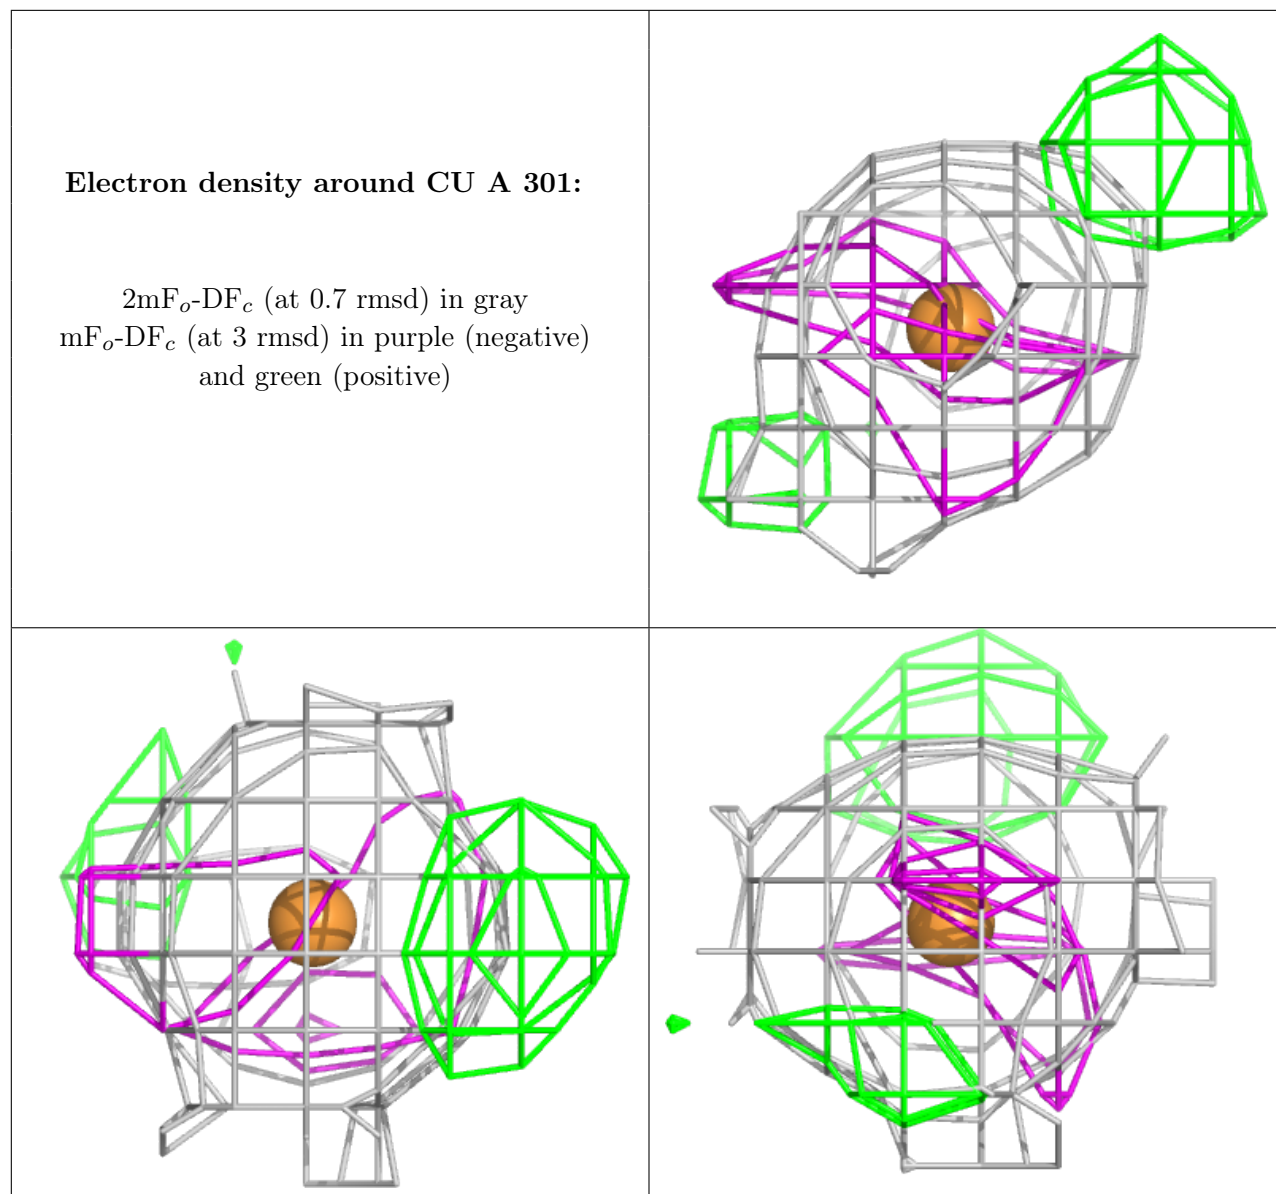 Electron density around CU A 301:
2mFo-DFc (at 0.7 rmsd) in gray
mFo-DFc (at 3 rmsd) in purple (negative)
and green (positive)